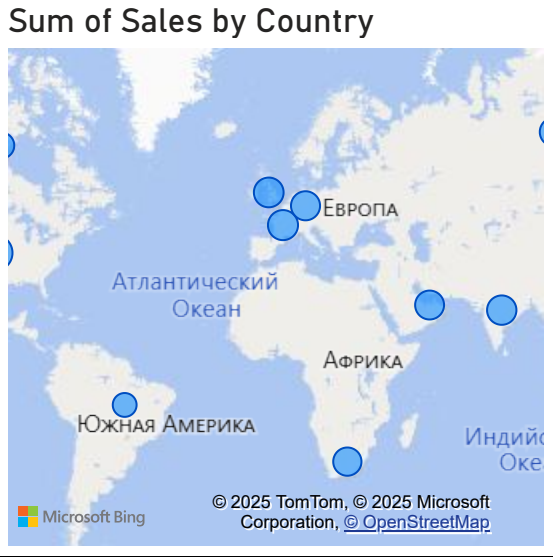 Sum of Sales by Country
ЕВРОПА
Атлантический
Океан
АФРИКА
ЮЖНАЯ АМЕРИКА
Индийс
Оке
© 2025 TomTom, © 2025 Microsoft
Corporation, © OpenStreetMap
Microsoft Bing